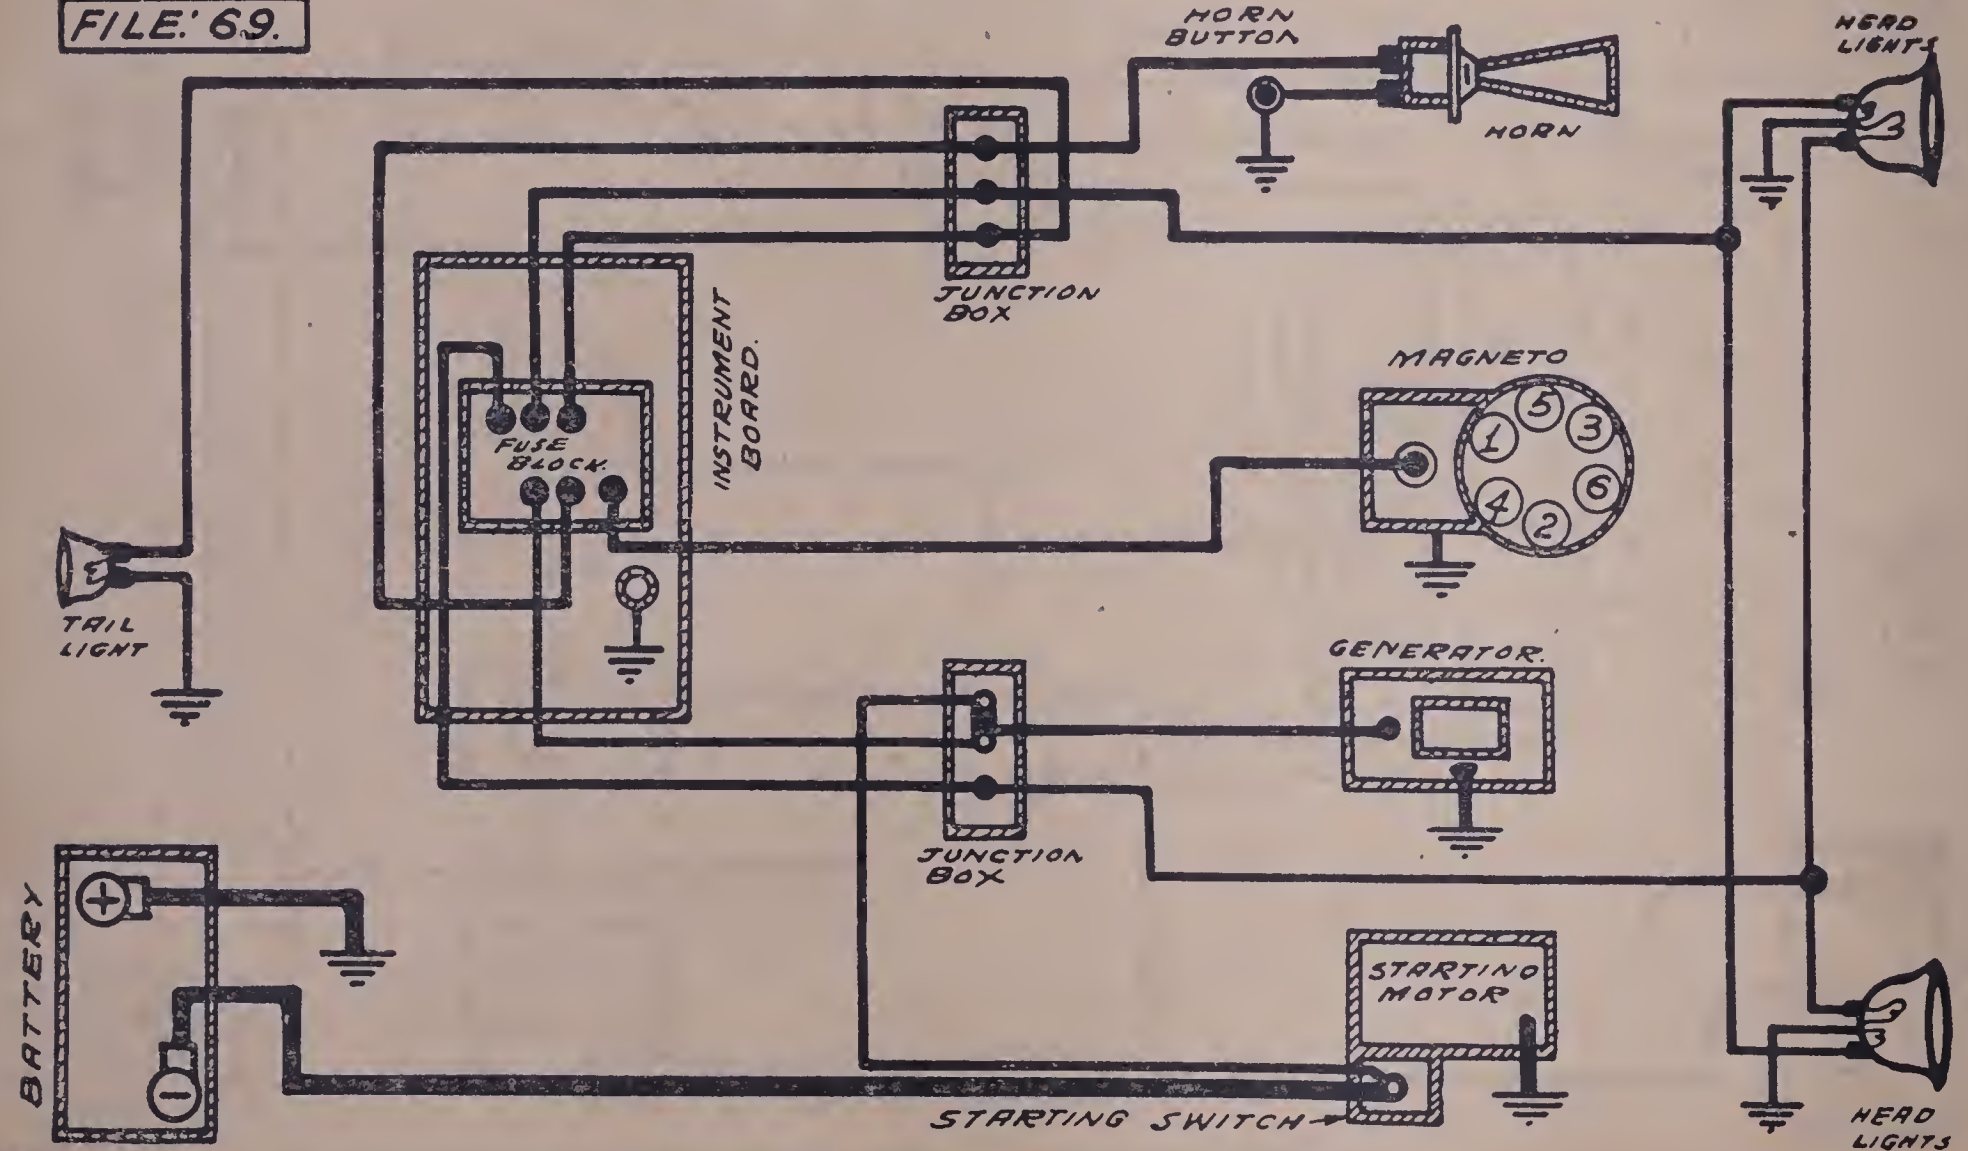 FILE: 69.
HORN
BUTTON
HORN
HEAD
LIGHTS
JUNCTION
BOX
INSTRUMENT
BOARD.
FUSE
BLOCK.
MAGNETO
1
5
3
6
2
4
TAIL
LIGHT
GENERATOR.
JUNCTION
BOX
BATTERY
+
−
STARTING
MOTOR
STARTING SWITCH
HEAD
LIGHTS